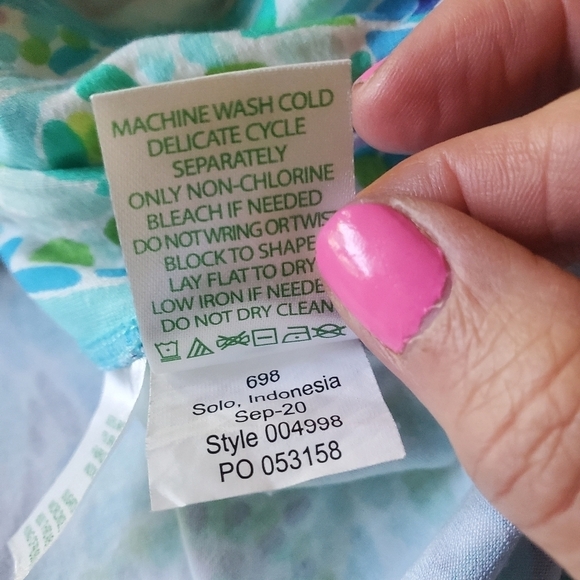 MACHINE WASH COLD
DELICATE CYCLE
SEPARATELY
ONLY NON-CHLORINE
BLEACH IF NEEDED
DO NOT WRING OR TWIST
BLOCK TO SHAPE
LAY FLAT TO DRY
LOW IRON IF NEEDED
DO NOT DRY CLEAN
698
Solo, Indonesia
Sep-20
Style 004998
PO 053158